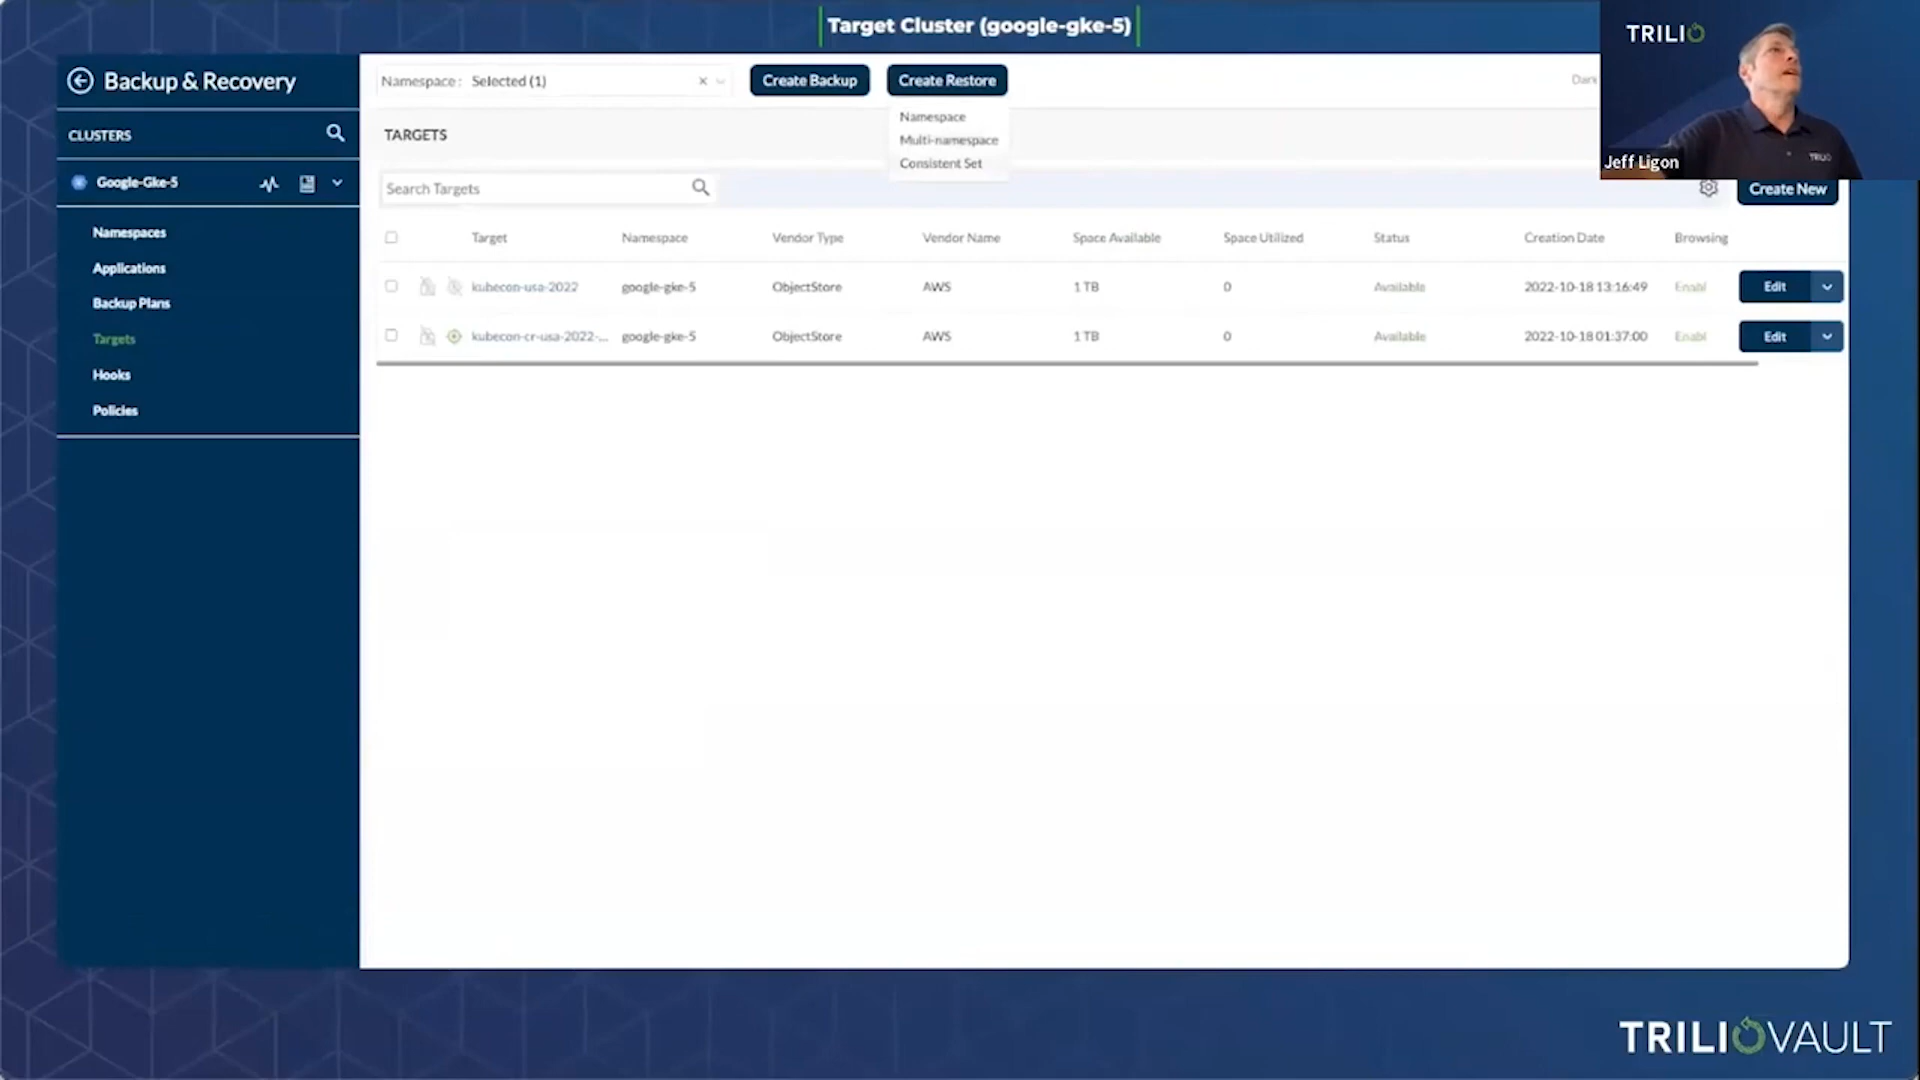 Target Cluster (google-gke-5)
TRILIO
Jeff Ligon
TRILIO
Backup & Recovery
CLUSTERS
Google-Gke-5
Namespaces
Applications
Backup Plans
Targets
Hooks
Policies
Namespace: Selected (1)
Create Backup
Create Restore
Dark
Namespace
Multi-namespace
Consistent Set
TARGETS
Search Targets
Create New
Target Namespace Vendor Type Vendor Name Space Available Space Utilized Status Creation Date Browsing
kubecon-usa-2022 google-gke-5 ObjectStore AWS 1 TB 0 Available 2022-10-18 13:16:49 Enabl Edit
kubecon-cr-usa-2022-... google-gke-5 ObjectStore AWS 1 TB 0 Available 2022-10-18 01:37:00 Enabl Edit
TRILIOVAULT